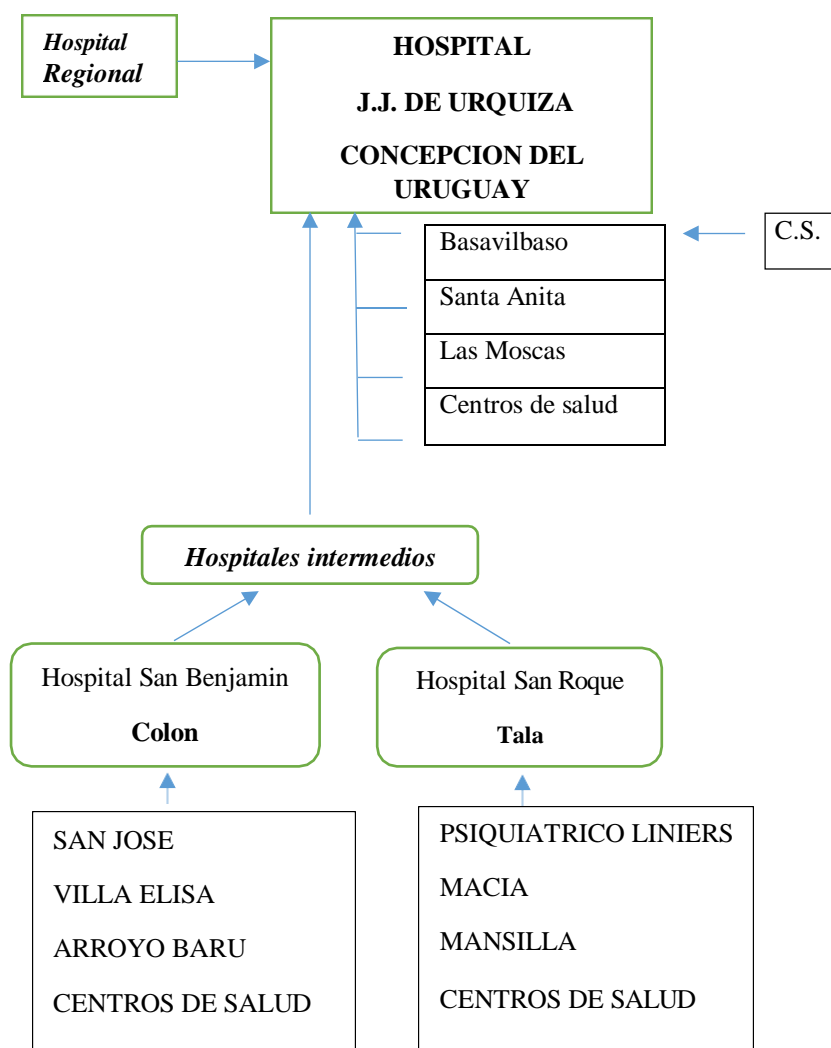 Hospital
Regional
HOSPITAL
J.J. DE URQUIZA
CONCEPCION DEL
URUGUAY
Basavilbaso
Santa Anita
Las Moscas
Centros de salud
C.S.
Hospitales intermedios
Hospital San Benjamin
Colon
Hospital San Roque
Tala
SAN JOSE
VILLA ELISA
ARROYO BARU
CENTROS DE SALUD
PSIQUIATRICO LINIERS
MACIA
MANSILLA
CENTROS DE SALUD